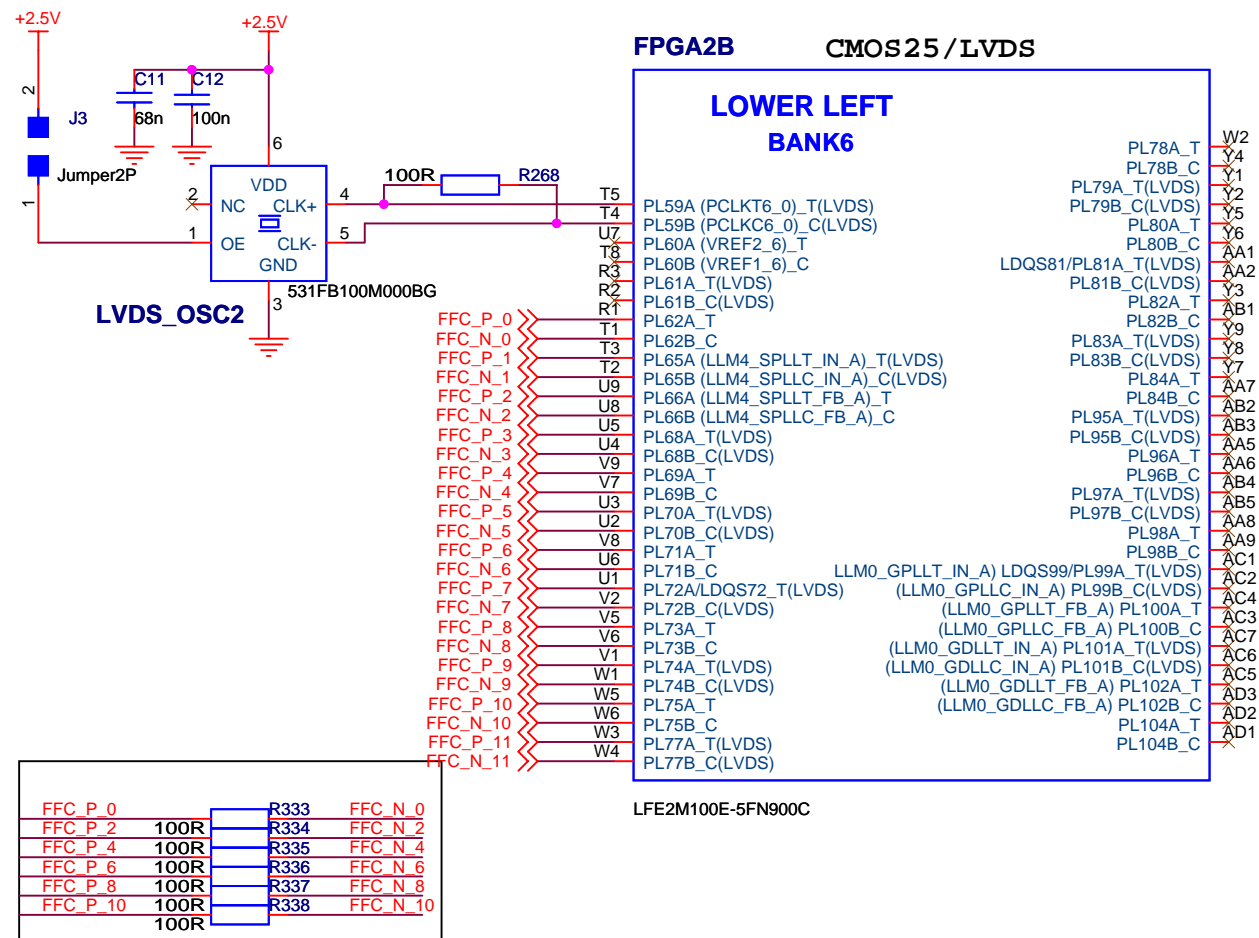 +2.5V
+2.5V
FPGA2B
CMOS25/LVDS
C11
C12
68n
100n
2
J3
Jumper2P
1
6
VDD
2
NC
CLK+
4
1
OE
CLK-
5
GND
3
531FB100M000BG
LVDS_OSC2
100R
R268
LOWER LEFT
BANK6
T5 PL59A (PCLKT6_0)_T(LVDS)
T4 PL59B (PCLKC6_0)_C(LVDS)
U7 PL60A (VREF2_6)_T
T8 PL60B (VREF1_6)_C
R3 PL61A_T(LVDS)
R2 PL61B_C(LVDS)
FFC_P_0 R1 PL62A_T
FFC_N_0 T1 PL62B_C
FFC_P_1 T3 PL65A (LLM4_SPLLT_IN_A)_T(LVDS)
FFC_N_1 T2 PL65B (LLM4_SPLLC_IN_A)_C(LVDS)
FFC_P_2 U9 PL66A (LLM4_SPLLT_FB_A)_T
FFC_N_2 U8 PL66B (LLM4_SPLLC_FB_A)_C
FFC_P_3 U5 PL68A_T(LVDS)
FFC_N_3 U4 PL68B_C(LVDS)
FFC_P_4 V9 PL69A_T
FFC_N_4 V7 PL69B_C
FFC_P_5 U3 PL70A_T(LVDS)
FFC_N_5 U2 PL70B_C(LVDS)
FFC_P_6 V8 PL71A_T
FFC_N_6 U6 PL71B_C
FFC_P_7 U1 PL72A/LDQS72_T(LVDS)
FFC_N_7 V2 PL72B_C(LVDS)
FFC_P_8 V5 PL73A_T
FFC_N_8 V6 PL73B_C
FFC_P_9 V1 PL74A_T(LVDS)
FFC_N_9 W1 PL74B_C(LVDS)
FFC_P_10 W5 PL75A_T
FFC_N_10 W6 PL75B_C
FFC_P_11 W3 PL77A_T(LVDS)
FFC_N_11 W4 PL77B_C(LVDS)
PL78A_T W2
PL78B_C Y4
PL79A_T(LVDS) Y1
PL79B_C(LVDS) Y2
PL80A_T Y5
PL80B_C Y6
LDQS81/PL81A_T(LVDS) AA1
PL81B_C(LVDS) AA2
PL82A_T Y3
PL82B_C AB1
PL83A_T(LVDS) Y9
PL83B_C(LVDS) Y8
PL84A_T Y7
PL84B_C AA7
PL95A_T(LVDS) AB2
PL95B_C(LVDS) AB3
PL96A_T AA5
PL96B_C AA6
PL97A_T(LVDS) AB4
PL97B_C(LVDS) AB5
PL98A_T AA8
PL98B_C AA9
LLM0_GPLLT_IN_A) LDQS99/PL99A_T(LVDS) AC1
(LLM0_GPLLC_IN_A) PL99B_C(LVDS) AC2
(LLM0_GPLLT_FB_A) PL100A_T AC4
(LLM0_GPLLC_FB_A) PL100B_C AC3
(LLM0_GDLLT_IN_A) PL101A_T(LVDS) AC7
(LLM0_GDLLC_IN_A) PL101B_C(LVDS) AC6
(LLM0_GDLLT_FB_A) PL102A_T AC5
(LLM0_GDLLC_FB_A) PL102B_C AD3
PL104A_T AD2
PL104B_C AD1
LFE2M100E-5FN900C
FFC_P_0 R333 FFC_N_0
FFC_P_2 100R R334 FFC_N_2
FFC_P_4 100R R335 FFC_N_4
FFC_P_6 100R R336 FFC_N_6
FFC_P_8 100R R337 FFC_N_8
FFC_P_10 100R R338 FFC_N_10
100R